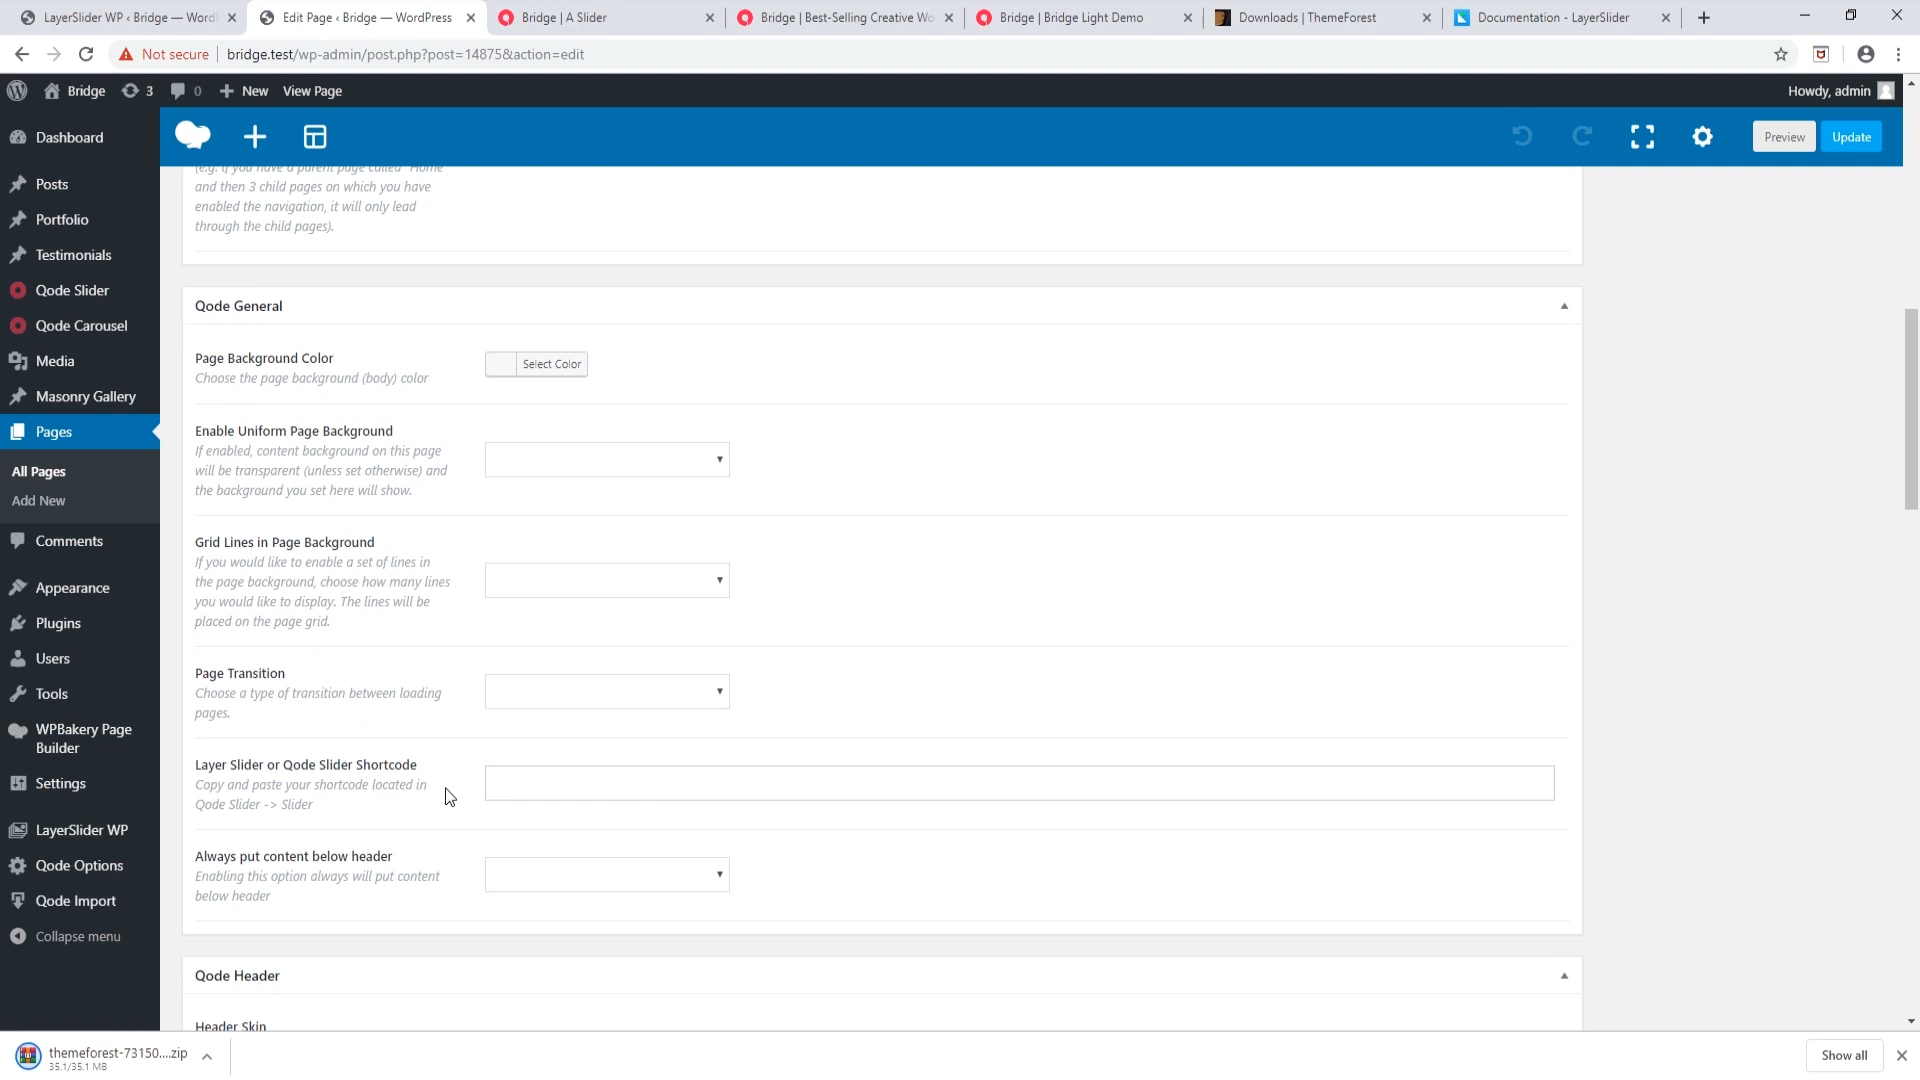 LayerSlider WP ‹ Bridge — Word
Edit Page ‹ Bridge — WordPress
Bridge | A Slider
Bridge | Best-Selling Creative Wo
Bridge | Bridge Light Demo
Downloads | ThemeForest
Documentation - LayerSlider
Not secure
bridge.test/wp-admin/post.php?post=14875&action=edit
Bridge
3
0
New
View Page
Howdy, admin
Preview
Update
Dashboard
Posts
Portfolio
Testimonials
Qode Slider
Qode Carousel
Media
Masonry Gallery
Pages
All Pages
Add New
Comments
Appearance
Plugins
Users
Tools
WPBakery Page
Builder
Settings
LayerSlider WP
Qode Options
Qode Import
Collapse menu
(e.g. if you have a parent page called "Home"
and then 3 child pages on which you have
enabled the navigation, it will only lead
through the child pages).
Qode General
Page Background Color
Choose the page background (body) color
Select Color
Enable Uniform Page Background
If enabled, content background on this page
will be transparent (unless set otherwise) and
the background you set here will show.
Grid Lines in Page Background
If you would like to enable a set of lines in
the page background, choose how many lines
you would like to display. The lines will be
placed on the page grid.
Page Transition
Choose a type of transition between loading
pages.
Layer Slider or Qode Slider Shortcode
Copy and paste your shortcode located in
Qode Slider -> Slider
Always put content below header
Enabling this option always will put content
below header
Qode Header
Header Skin
themeforest-73150....zip
35.1/35.1 MB
Show all